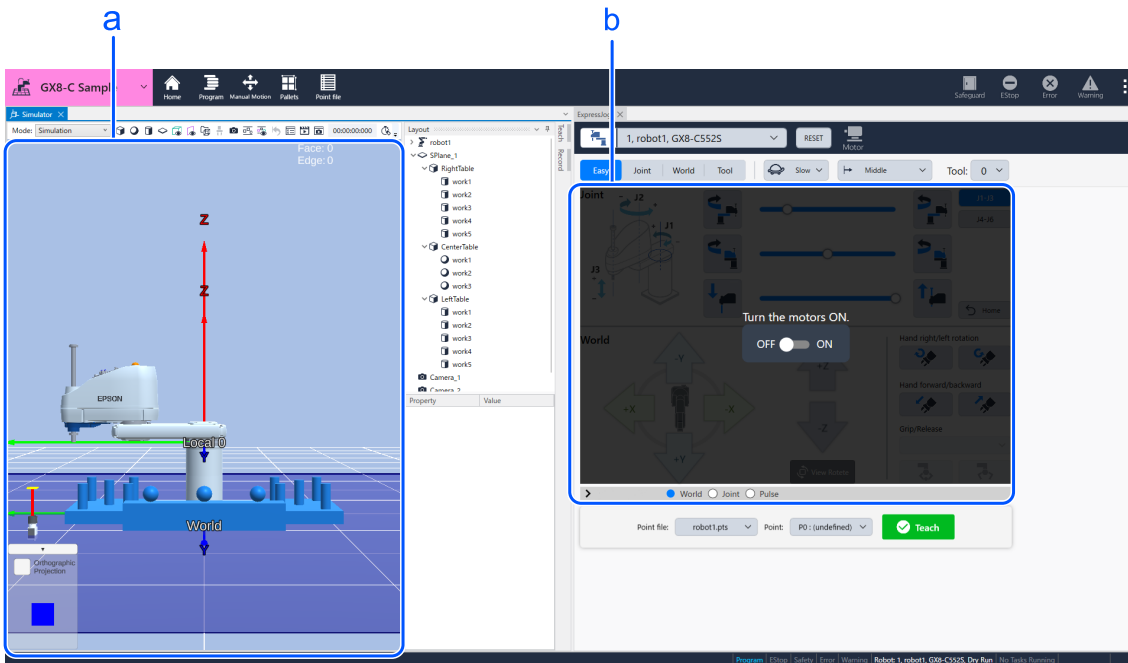 a
b
GX8-C Sample
Home
Program
Manual Motion
Pallets
Point file
Safeguard
EStop
Error
Warning
Simulator
Mode:
Simulation
00:00:00:000
Face: 0
Edge: 0
Z
Z
EPSON
Local 0
World
Orthographic
Projection
Layout
robot1
SPlane_1
RightTable
work1
work2
work3
work4
work5
CenterTable
work1
work2
work3
LeftTable
work1
work2
work3
work4
work5
Camera_1
Camera_2
Property
Value
Teach
Record
1, robot1, GX8-C552S
RESET
Motor
Easy
Joint
World
Tool
Slow
Middle
Tool:
0
Joint
J2
J1
J3
J1-J3
J4-J6
Home
Turn the motors ON.
OFF
ON
World
-Y
+X
-X
+Y
+Z
-Z
View Robot
Hand right/left rotation
Hand forward/backward
Grip/Release
World
Joint
Pulse
Point file:
robot1.pts
Point:
P0 : (undefined)
Teach
Program
EStop
Safety
Error
Warning
Robot: 1, robot1, GX8-C552S, Dry Run
No Tasks Running